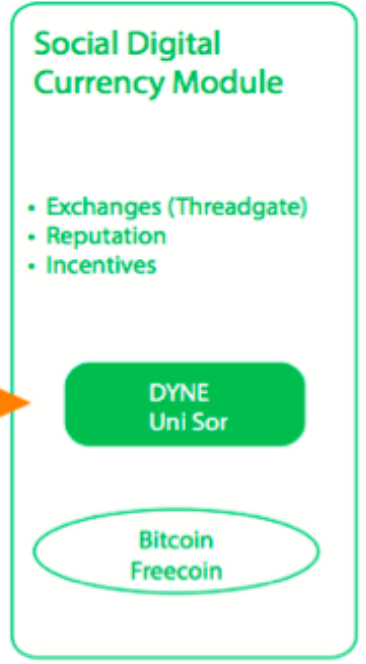 Social Digital
Currency Module
• Exchanges (Threadgate)
• Reputation
• Incentives
DYNE
Uni Sor
Bitcoin
Freecoin